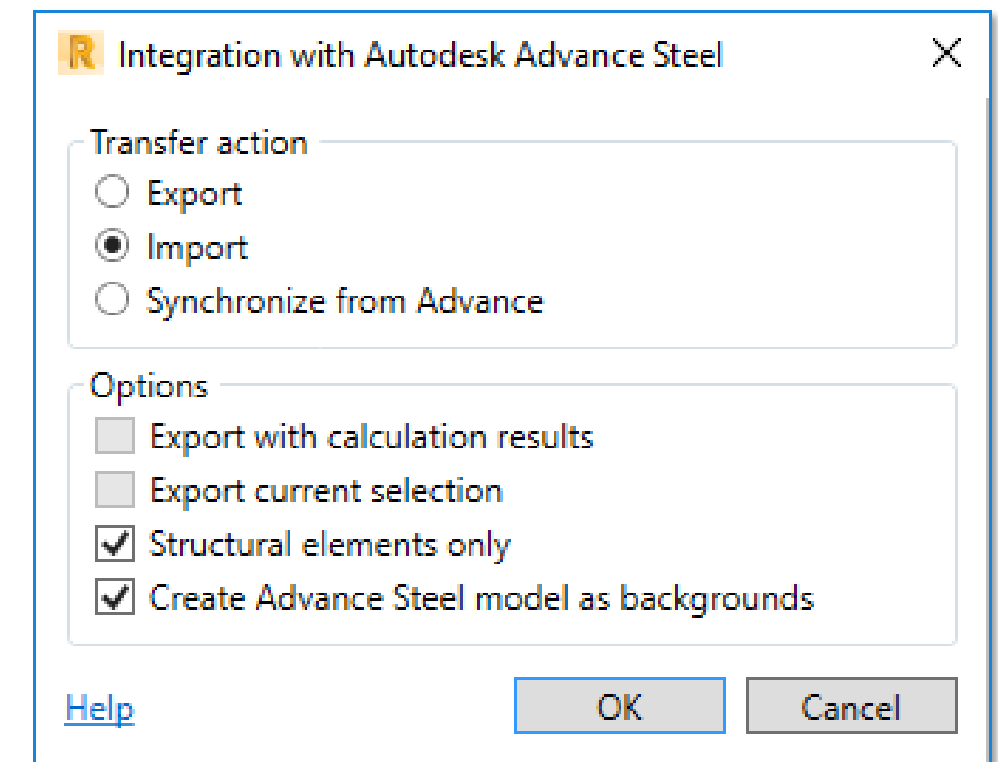 R Integration with Autodesk Advance Steel
Transfer action
Export
Import
Synchronize from Advance
Options
Export with calculation results
Export current selection
Structural elements only
Create Advance Steel model as backgrounds
Help OK Cancel